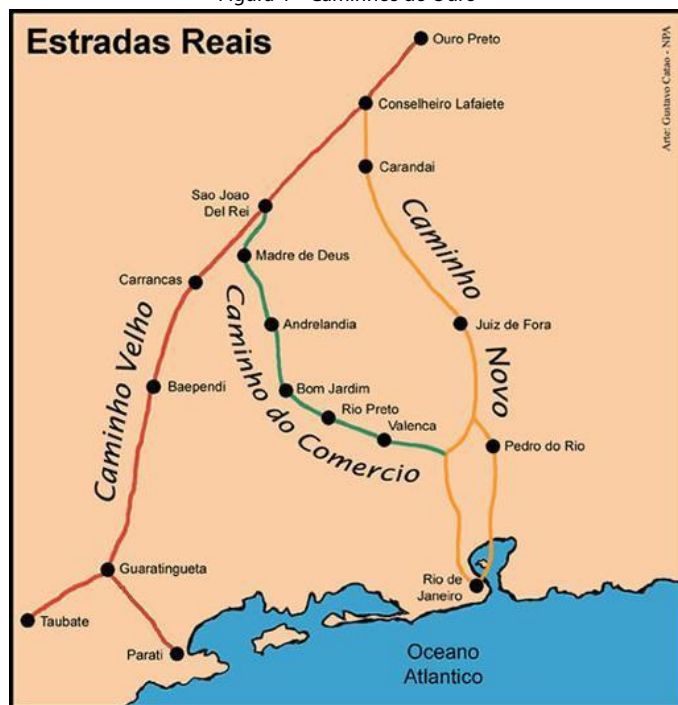 Estradas Reais
Ouro Preto
Arte: Gustavo Catao - NPA
Conselheiro Lafaiete
Carandai
Sao Joao
Del Rei
Caminho
Novo
Madre de Deus
Carrancas
Caminho Velho
Andrelandia
Juiz de Fora
Caminho do Comercio
Baependi
Bom Jardim
Rio Preto
Valenca
Pedro do Rio
Guaratingueta
Rio de
Janeiro
Taubate
Parati
Oceano
Atlantico